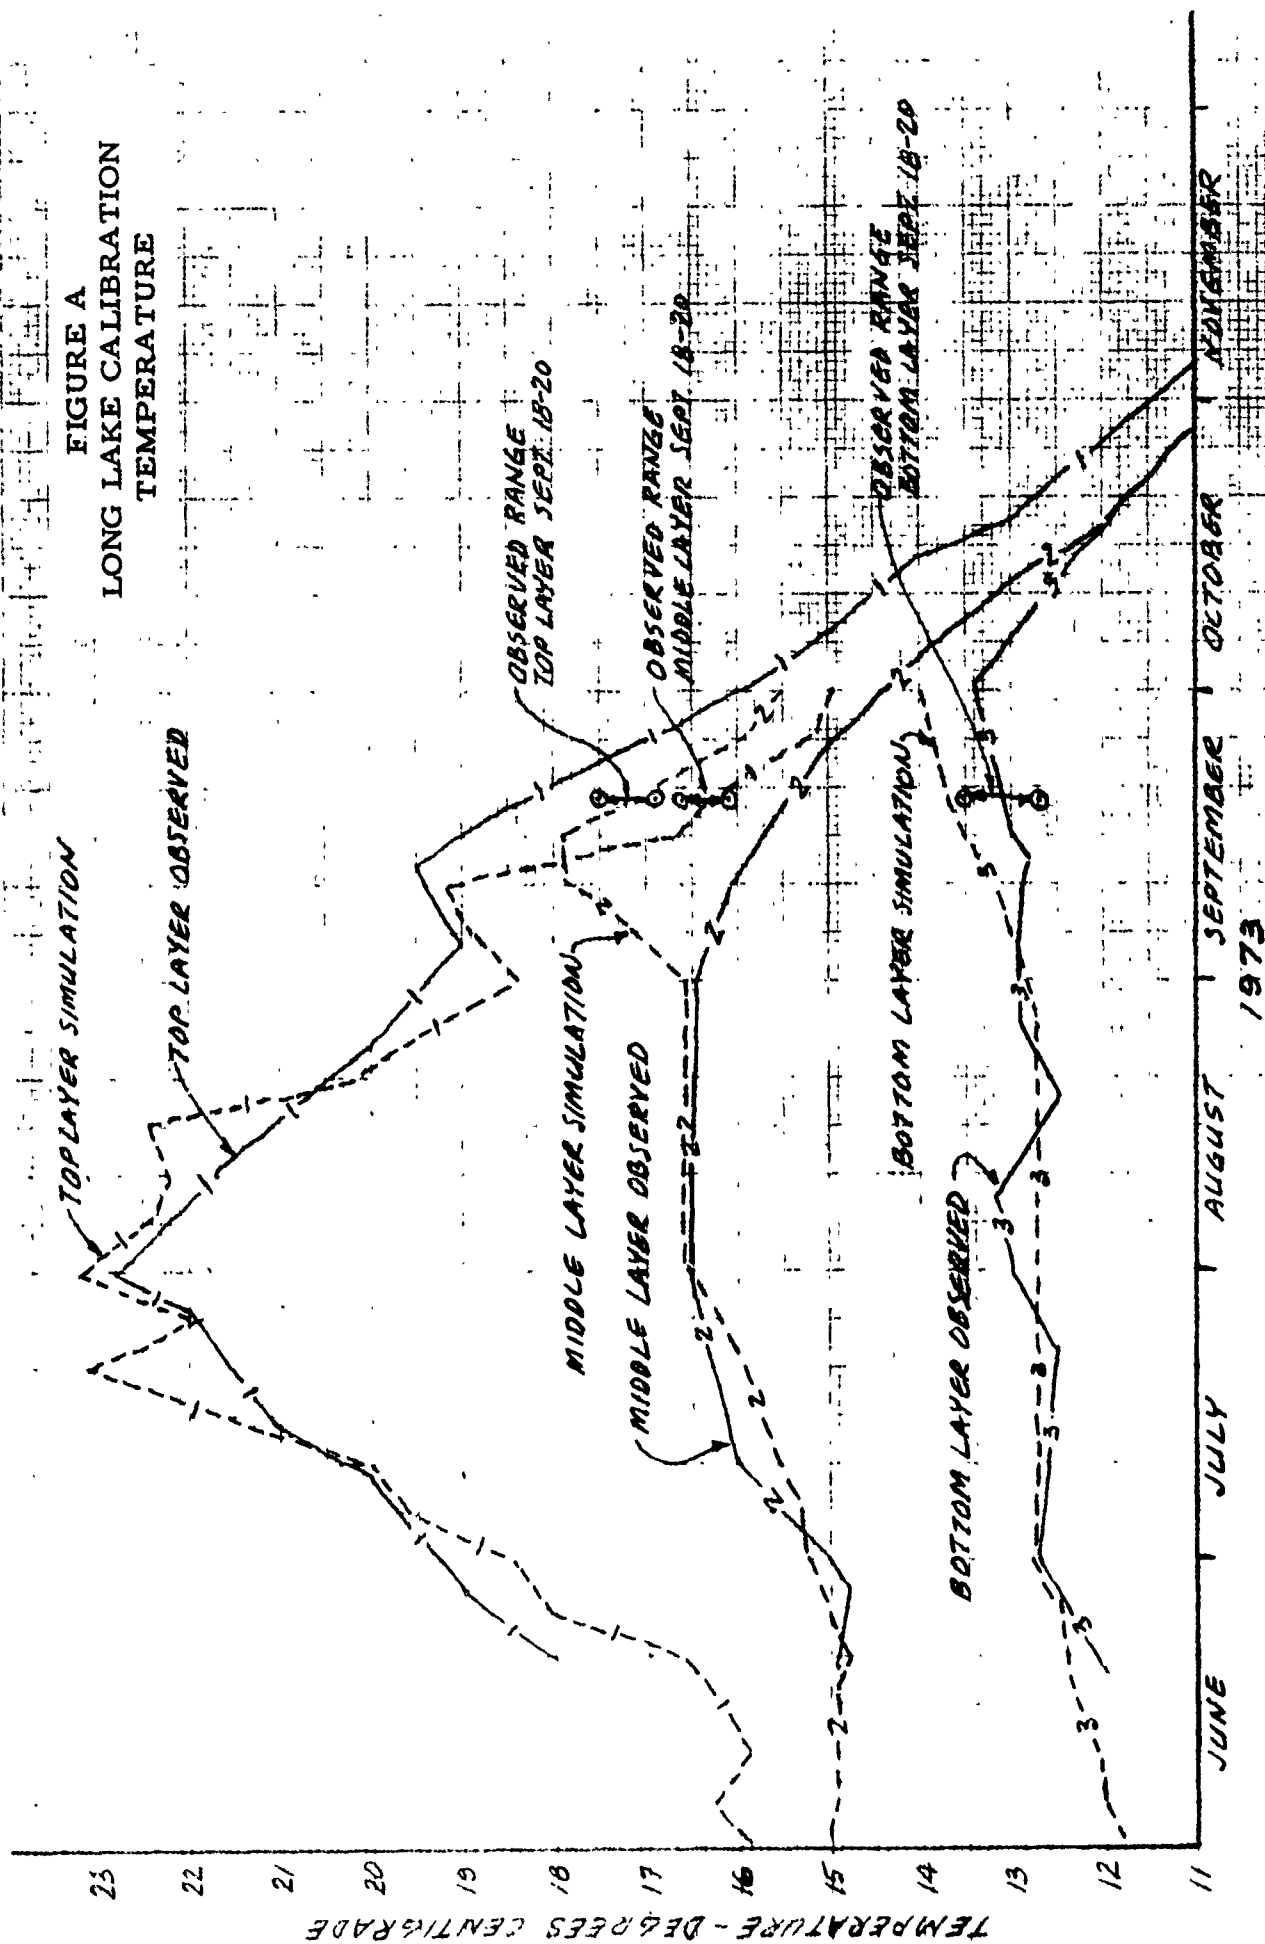 FIGURE A
LONG LAKE CALIBRATION
TEMPERATURE
TOP LAYER SIMULATION
TOP LAYER OBSERVED
OBSERVED RANGE
TOP LAYER SEPT. 18-20
OBSERVED RANGE
MIDDLE LAYER SEPT. 18-20
OBSERVED RANGE
BOTTOM LAYER SEPT. 18-20
MIDDLE LAYER SIMULATION
MIDDLE LAYER OBSERVED
BOTTOM LAYER SIMULATION
BOTTOM LAYER OBSERVED
TEMPERATURE - DEGREES CENTIGRADE
23
22
21
20
19
18
17
16
15
14
13
12
11
JUNE JULY AUGUST SEPTEMBER OCTOBER NOVEMBER
1973